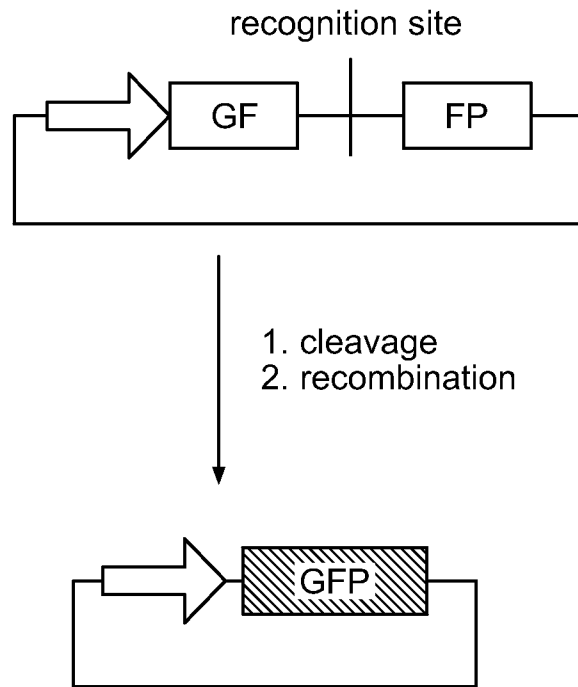 recognition site
GF
FP
1. cleavage
2. recombination
GFP